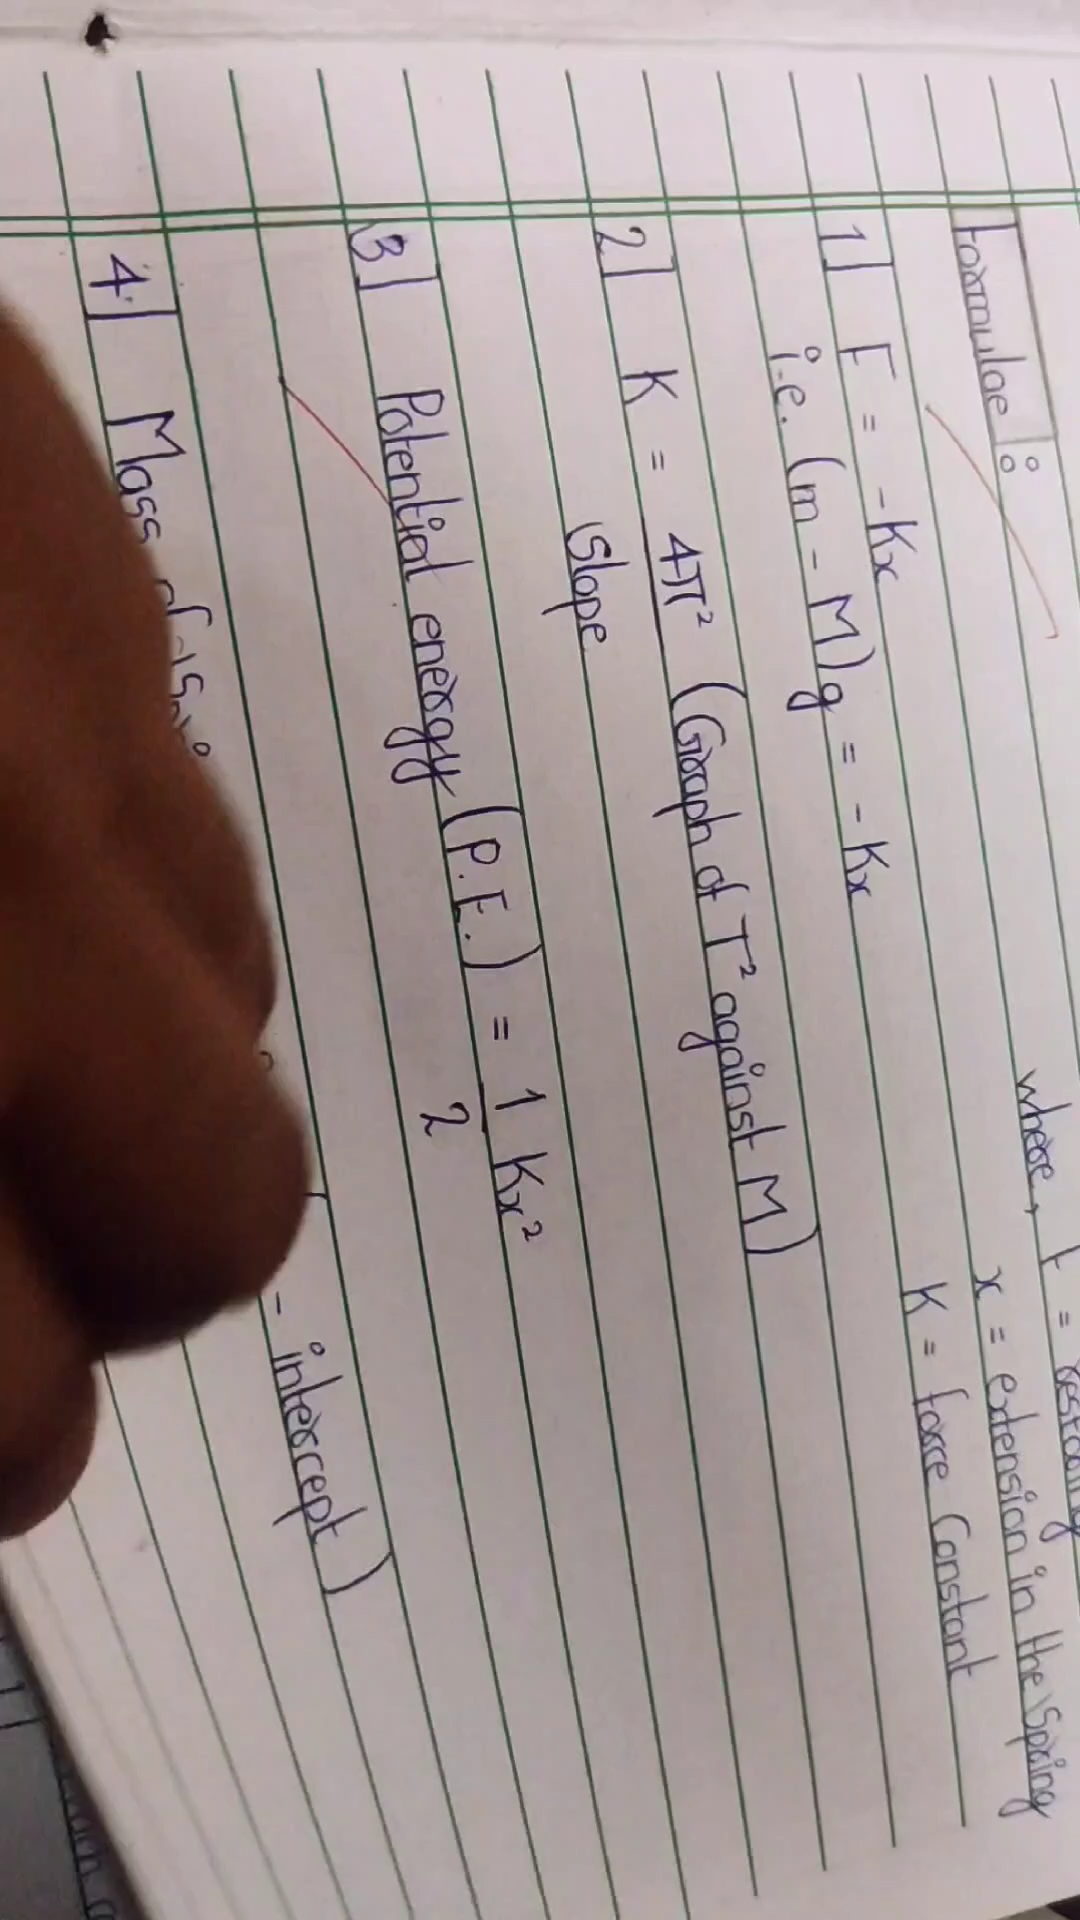 Formulae :
where, F = restoring
1] F = -Kx
x = extension in the Spring
i.e. (m - M)g = -Kx
K = force Constant
2] K = 4π² (Graph of T² against M)
Slope
3] Potential energy (P.E.) = 1 Kx²
2
4] Mass of
- intercept)